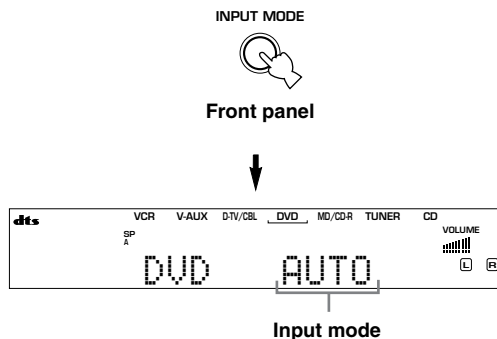 INPUT MODE
Front panel
dts VCR V-AUX D-TV/CBL DVD MD/CD-R TUNER CD
VOLUME
SP
A
DVD AUTO
L R
Input mode